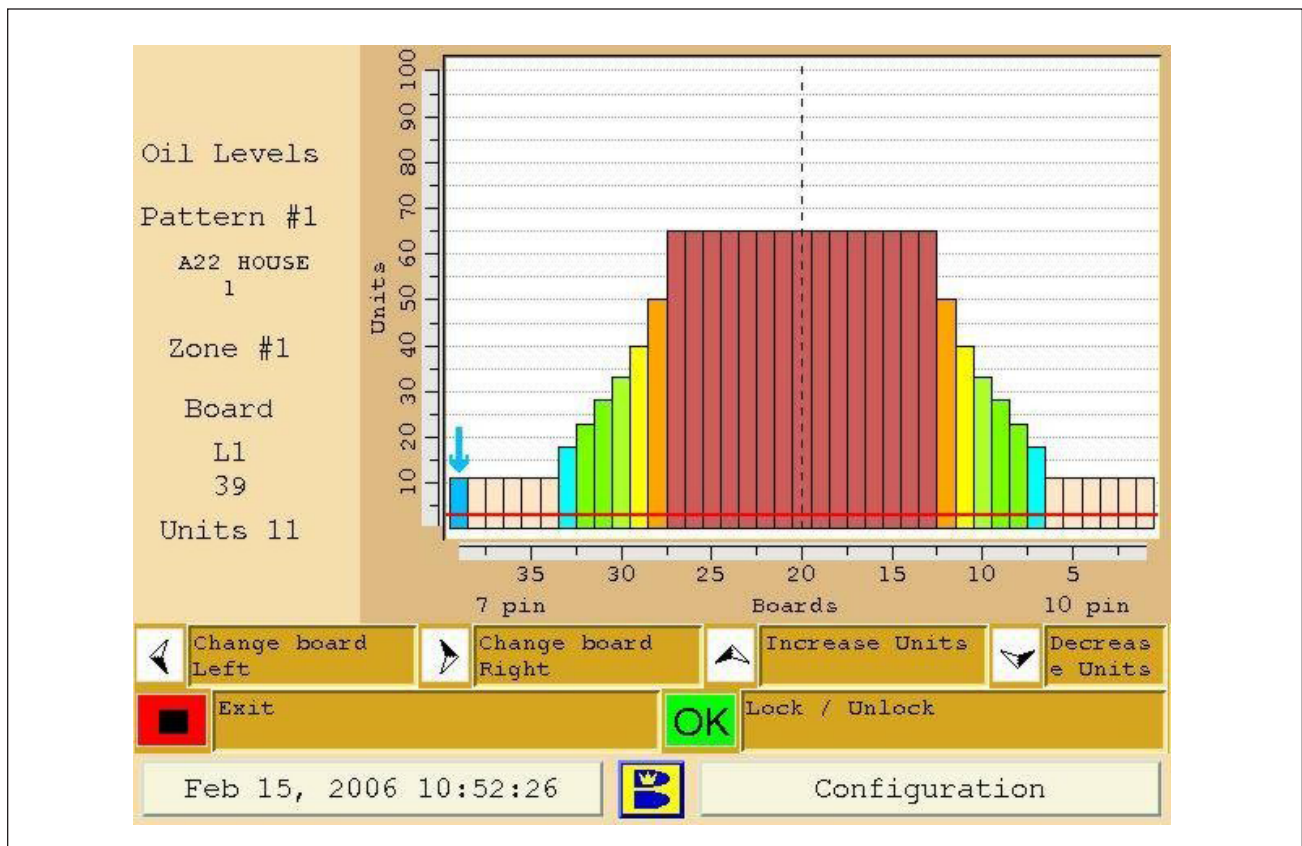 Oil Levels
Pattern #1
A22 HOUSE
1
Zone #1
Board
L1
39
Units 11
Units
100
90
80
70
60
50
40
30
20
10
35 30 25 20 15 10 5
7 pin Boards 10 pin
Change board
Left
Change board
Right
Increase Units
Decreas
e Units
Exit
OK
Lock / Unlock
Feb 15, 2006 10:52:26
Configuration